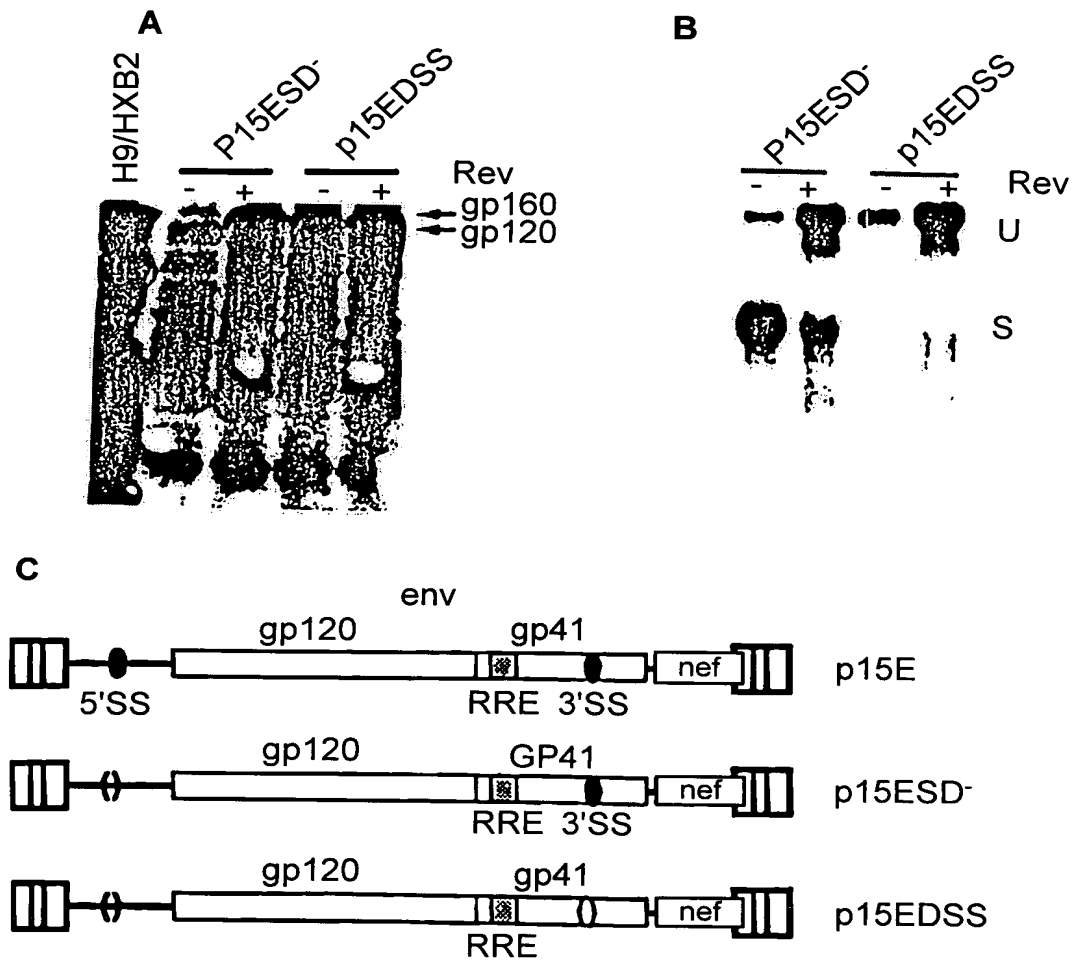 A
H9/HXB2
P15ESD-
p15EDSS
Rev
- + - +
gp160
gp120
B
P15ESD-
p15EDSS
- + - +
Rev
U
S
C
env
gp120 gp41
nef
p15E
5'SS RRE 3'SS
gp120 GP41
nef
p15ESD-
RRE 3'SS
gp120 gp41
nef
p15EDSS
RRE